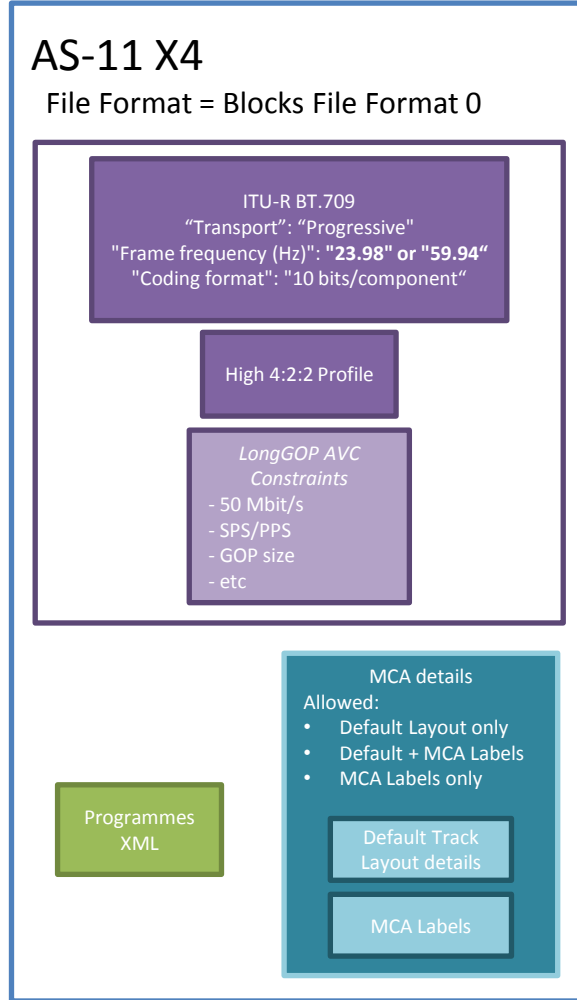 AS-11 X4
File Format = Blocks File Format 0
ITU-R BT.709
“Transport”: “Progressive"
"Frame frequency (Hz)": "23.98" or "59.94“
"Coding format": "10 bits/component“
High 4:2:2 Profile
LongGOP AVC
Constraints
- 50 Mbit/s
- SPS/PPS
- GOP size
- etc
MCA details
Allowed:
• Default Layout only
• Default + MCA Labels
• MCA Labels only
Programmes
XML
Default Track
Layout details
MCA Labels